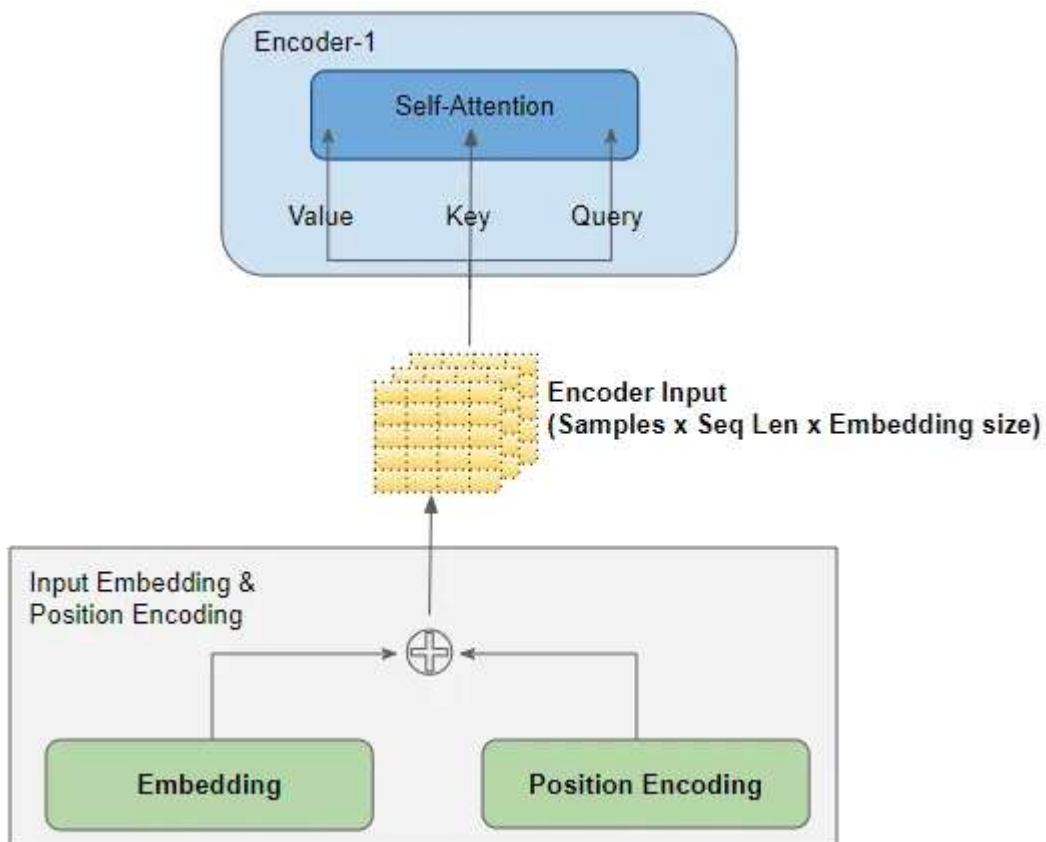 Encoder-1
Self-Attention
Value Key Query
Encoder Input
(Samples x Seq Len x Embedding size)
Input Embedding &
Position Encoding
Embedding
Position Encoding